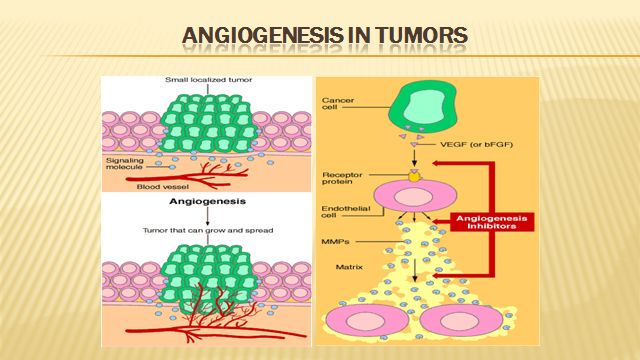 ANGIOGENESIS IN TUMORS
Small localized tumor
Signaling
molecule
Blood vessel
Angiogenesis
Tumor that can grow and spread
Cancer
cell
VEGF (or bFGF)
Receptor
protein
Endothelial
cell
Angiogenesis
Inhibitors
MMPs
Matrix